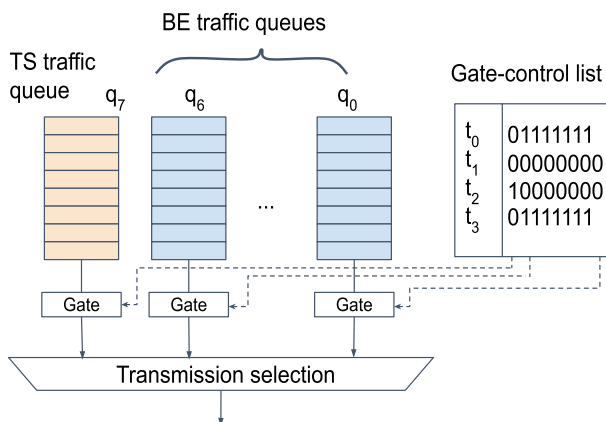 BE traffic queues
TS traffic
queue
q7
q6
q0
Gate-control list
t0 01111111
t1 00000000
t2 10000000
t3 01111111
...
Gate
Gate
Gate
Transmission selection